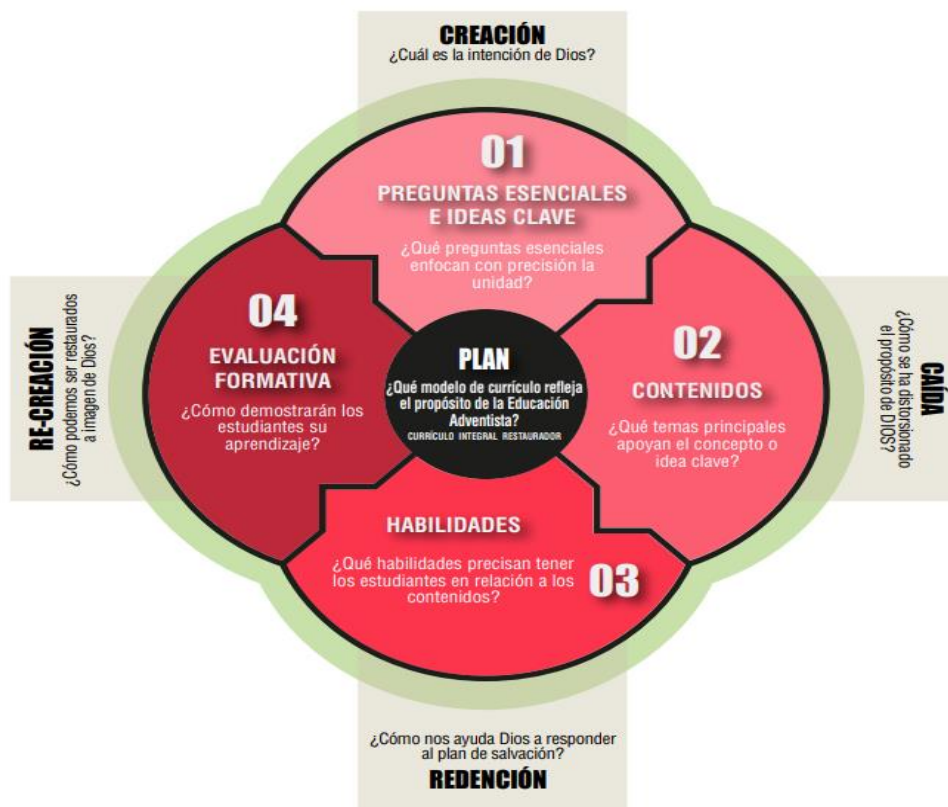 CREACIÓN
¿Cuál es la intención de Dios?
01
PREGUNTAS ESENCIALES
E IDEAS CLAVE
¿Qué preguntas esenciales
enfocan con precisión la
unidad?
02
CONTENIDOS
¿Qué temas principales
apoyan el concepto o
idea clave?
CAÍDA
¿Cómo se ha distorsionado
el propósito de DIOS?
PLAN
¿Qué modelo de currículo refleja
el propósito de la Educación
Adventista?
CURRÍCULO INTEGRAL RESTAURADOR
HABILIDADES
¿Qué habilidades precisan tener
los estudiantes en relación a los
contenidos?
03
¿Cómo nos ayuda Dios a responder
al plan de salvación?
REDENCIÓN
04
EVALUACIÓN
FORMATIVA
¿Cómo demostrarán los
estudiantes su
aprendizaje?
RE-CREACIÓN
¿Cómo podemos ser restaurados
a imagen de Dios?